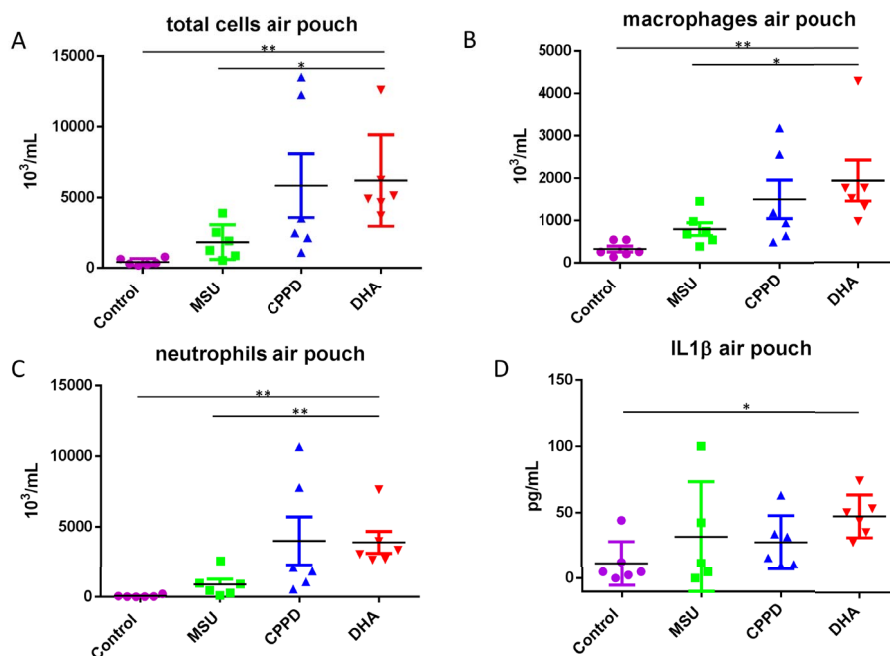 A
total cells air pouch
**
*
15000
10000
5000
0
10³/mL
Control
MSU
CPPD
DHA
B
macrophages air pouch
**
*
5000
4000
3000
2000
1000
0
10³/mL
Control
MSU
CPPD
DHA
C
neutrophils air pouch
**
**
15000
10000
5000
0
10³/mL
Control
MSU
CPPD
DHA
D
IL1β air pouch
*
150
100
50
0
pg/mL
Control
MSU
CPPD
DHA